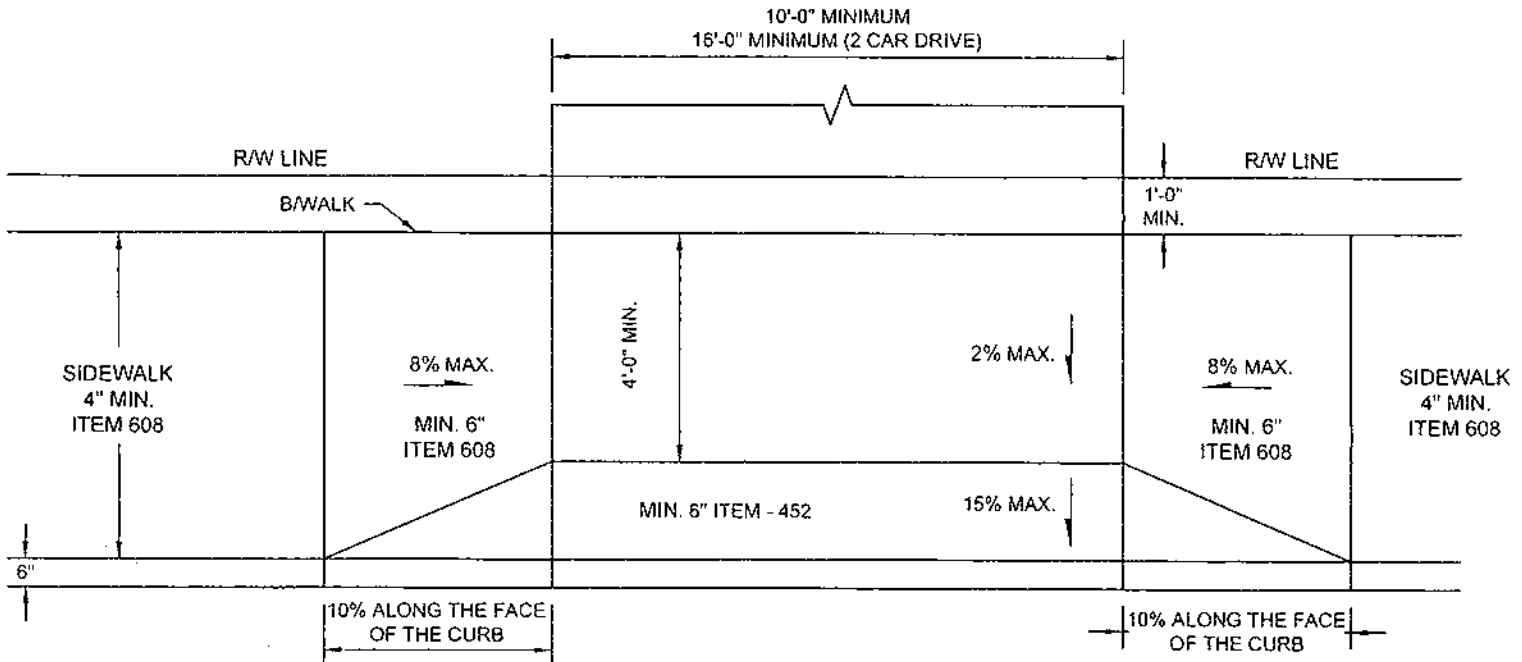 10'-0" MINIMUM
16'-0" MINIMUM (2 CAR DRIVE)
R/W LINE
R/W LINE
B/WALK
1'-0"
MIN.
SIDEWALK
4" MIN.
ITEM 608
8% MAX.
MIN. 6"
ITEM 608
4'-0" MIN.
2% MAX.
8% MAX.
MIN. 6"
ITEM 608
SIDEWALK
4" MIN.
ITEM 608
MIN. 6" ITEM - 452
15% MAX.
6"
10% ALONG THE FACE
OF THE CURB
10% ALONG THE FACE
OF THE CURB